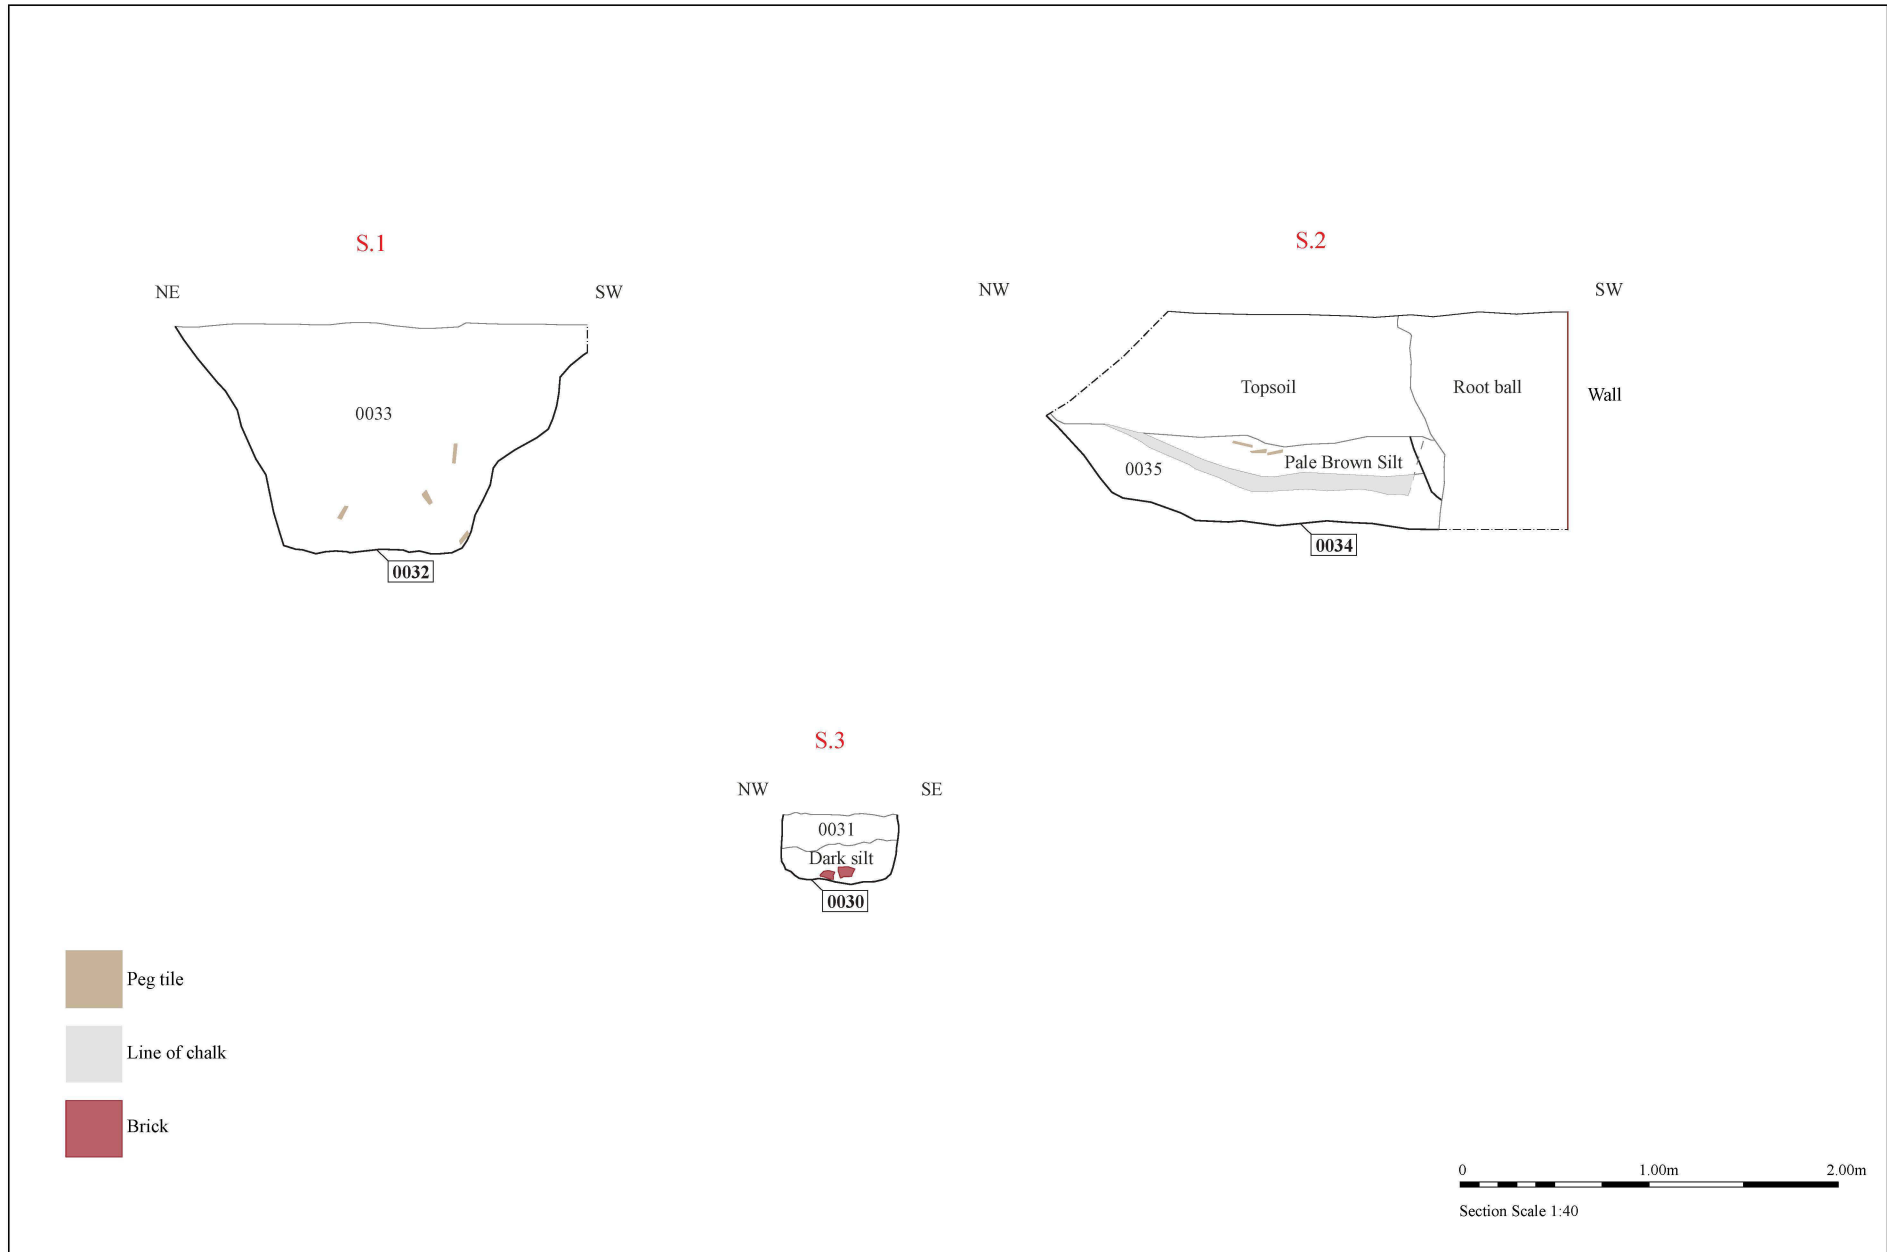 S.1
NE
SW
0033
0032
S.2
NW
SW
Topsoil
Root ball
Wall
0035
Pale Brown Silt
0034
S.3
NW
SE
0031
Dark silt
0030
Peg tile
Line of chalk
Brick
0 1.00m 2.00m
Section Scale 1:40